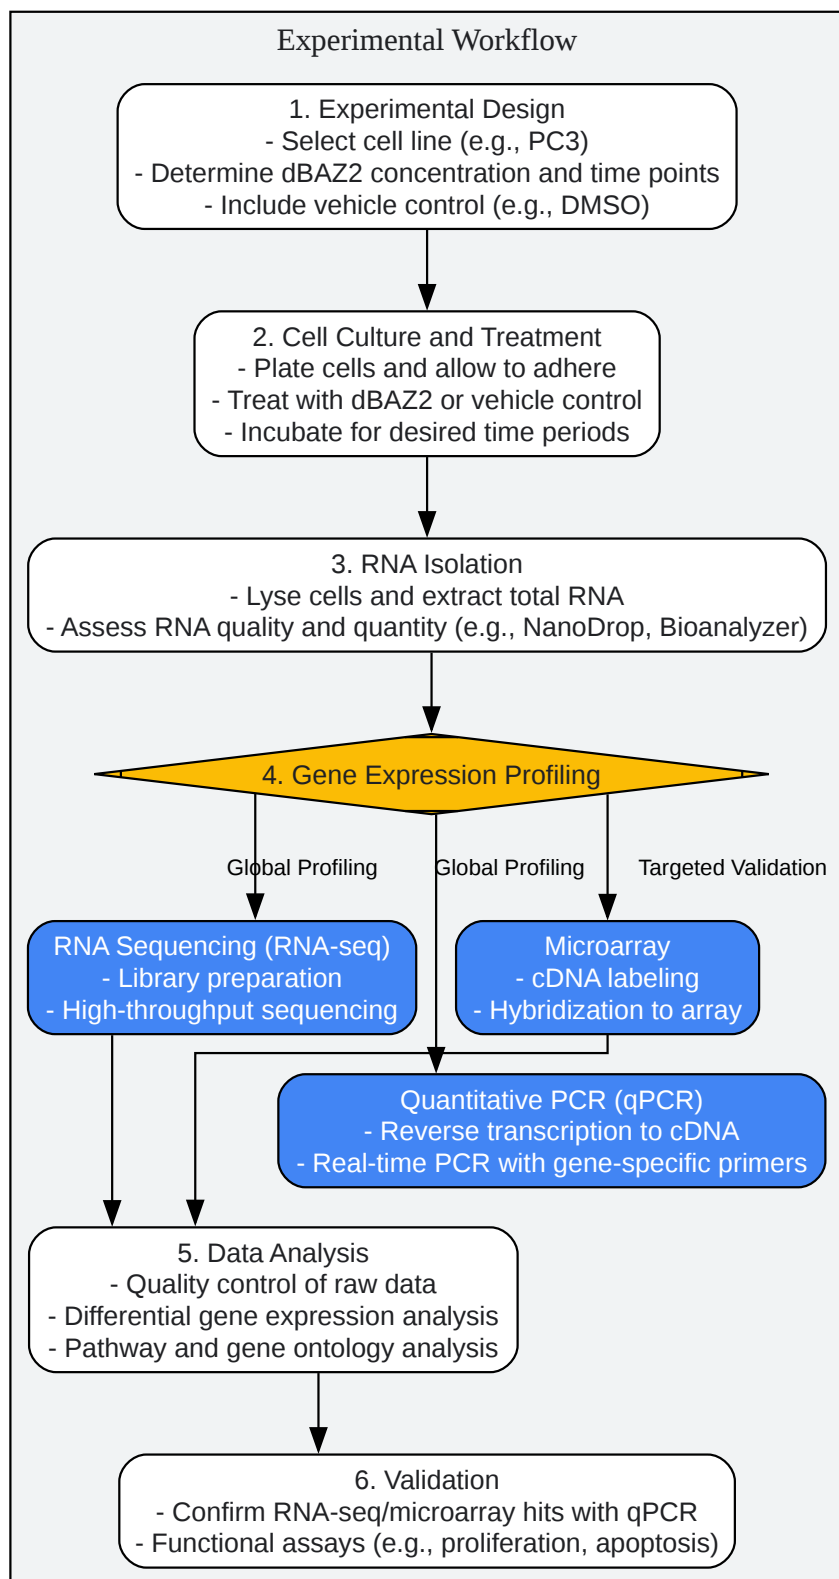 Experimental Workflow
1. Experimental Design
- Select cell line (e.g., PC3)
- Determine dBAZ2 concentration and time points
- Include vehicle control (e.g., DMSO)
2. Cell Culture and Treatment
- Plate cells and allow to adhere
- Treat with dBAZ2 or vehicle control
- Incubate for desired time periods
3. RNA Isolation
- Lyse cells and extract total RNA
- Assess RNA quality and quantity (e.g., NanoDrop, Bioanalyzer)
4. Gene Expression Profiling
Global Profiling
Global Profiling
Targeted Validation
RNA Sequencing (RNA-seq)
- Library preparation
- High-throughput sequencing
Microarray
- cDNA labeling
- Hybridization to array
Quantitative PCR (qPCR)
- Reverse transcription to cDNA
- Real-time PCR with gene-specific primers
5. Data Analysis
- Quality control of raw data
- Differential gene expression analysis
- Pathway and gene ontology analysis
6. Validation
- Confirm RNA-seq/microarray hits with qPCR
- Functional assays (e.g., proliferation, apoptosis)